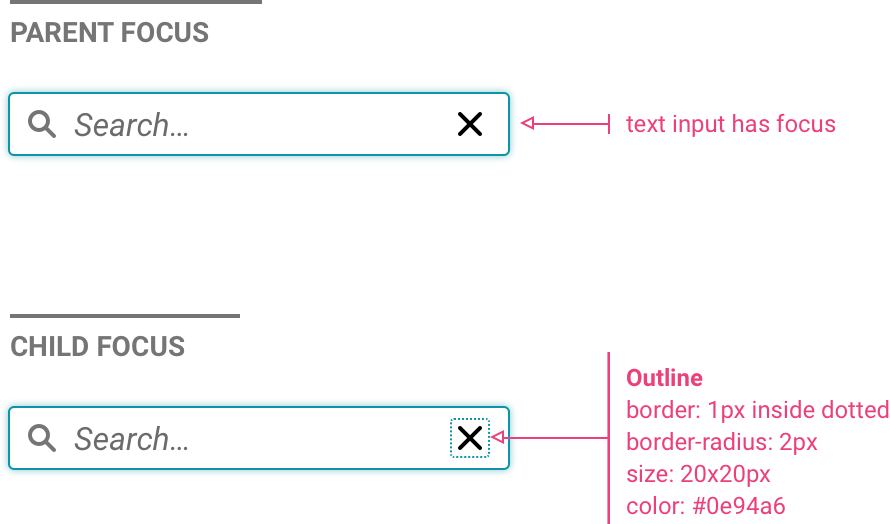 PARENT FOCUS
Search…
text input has focus
CHILD FOCUS
Search…
Outline
border: 1px inside dotted
border-radius: 2px
size: 20x20px
color: #0e94a6